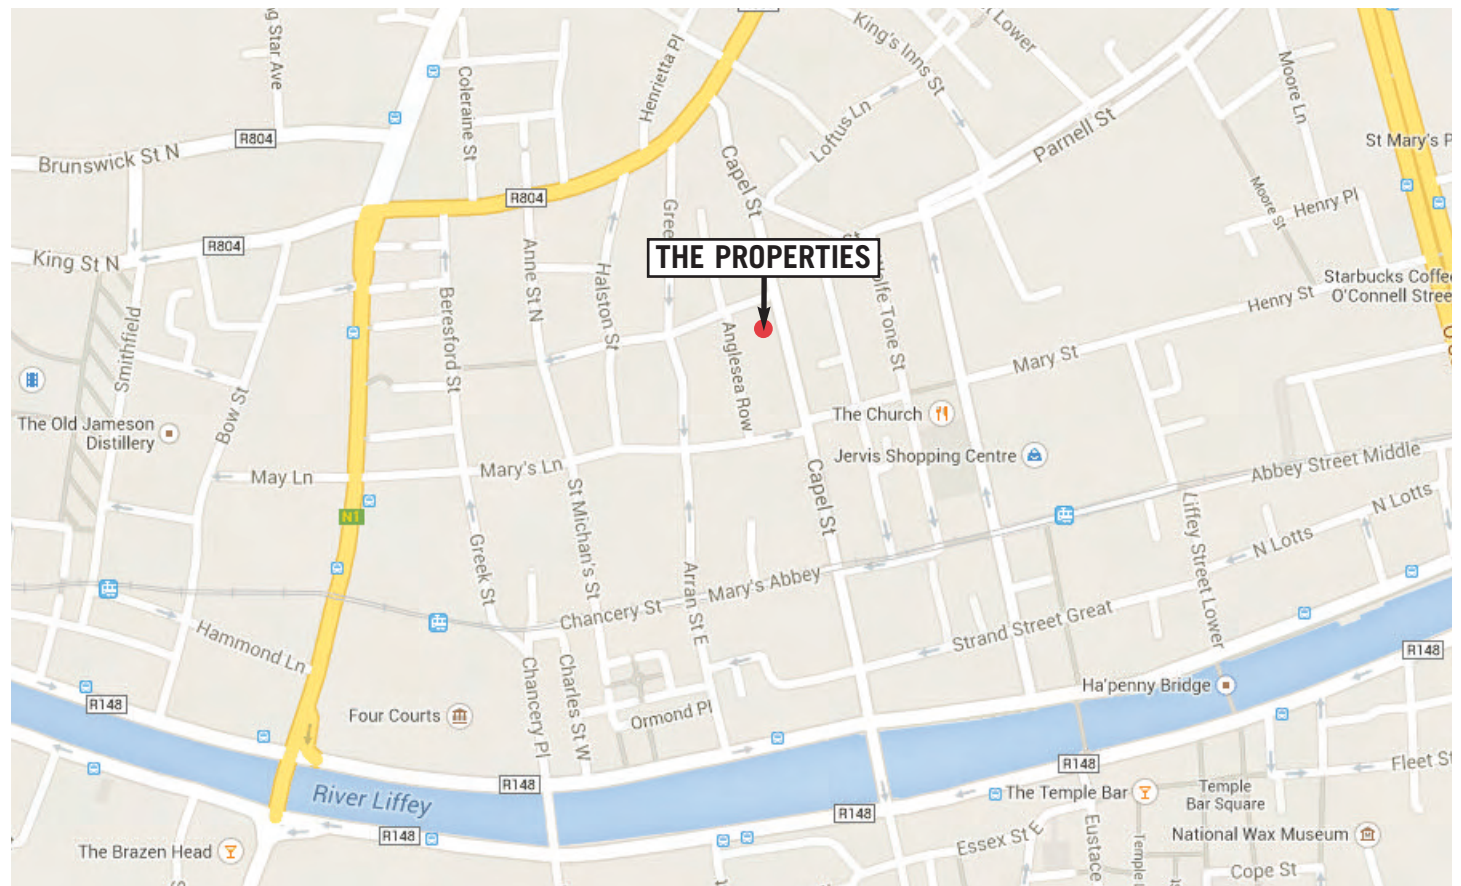 g Star Ave
Coleraine St
Henrietta Pl
King's Inns St
Lower
Moore Ln
R804
Brunswick St N
Loftus Ln
Parnell St
St Mary's P
Capel St
R804
Moore St
Henry Pl
Gree
R804
King St N
Anne St N
THE PROPERTIES
Halston St
Starbucks Coffe
O'Connell Stree
Henry St
Beresford St
Smithfield
olfe Tone St
Anglesea Row
Mary St
Bow St
The Church
The Old Jameson
Distillery
Jervis Shopping Centre
Abbey Street Middle
Mary's Ln
May Ln
Capel St
St Michan's St
N Lotts
N1
Liffey Street Lower
N Lotts
Greek St
Mary's Abbey
Arran St E
Chancery St
Strand Street Great
Hammond Ln
R148
Chancery Pl
Charles St W
Ha'penny Bridge
R148
Four Courts
Ormond Pl
R148
R148
Fleet St
River Liffey
The Temple Bar
Temple
Bar Square
R148
R148
National Wax Museum
Essex St E
Eustace
Temple
The Brazen Head
Cope St